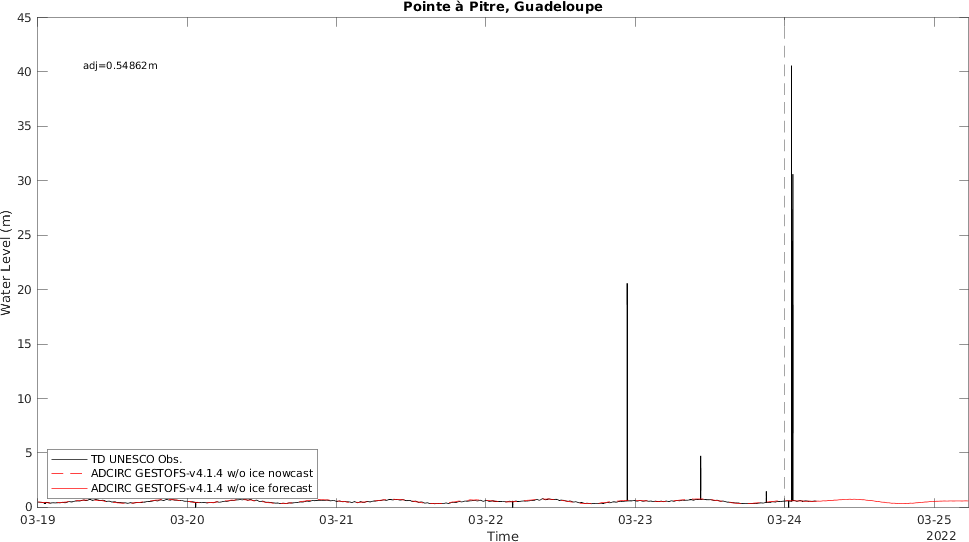 Pointe à Pitre, Guadeloupe
adj=0.54862m
Water Level (m)
45
40
35
30
25
20
15
10
5
0
TD UNESCO Obs.
ADCIRC GESTOFS-v4.1.4 w/o ice nowcast
ADCIRC GESTOFS-v4.1.4 w/o ice forecast
03-19 03-20 03-21 03-22 03-23 03-24 03-25
Time
2022